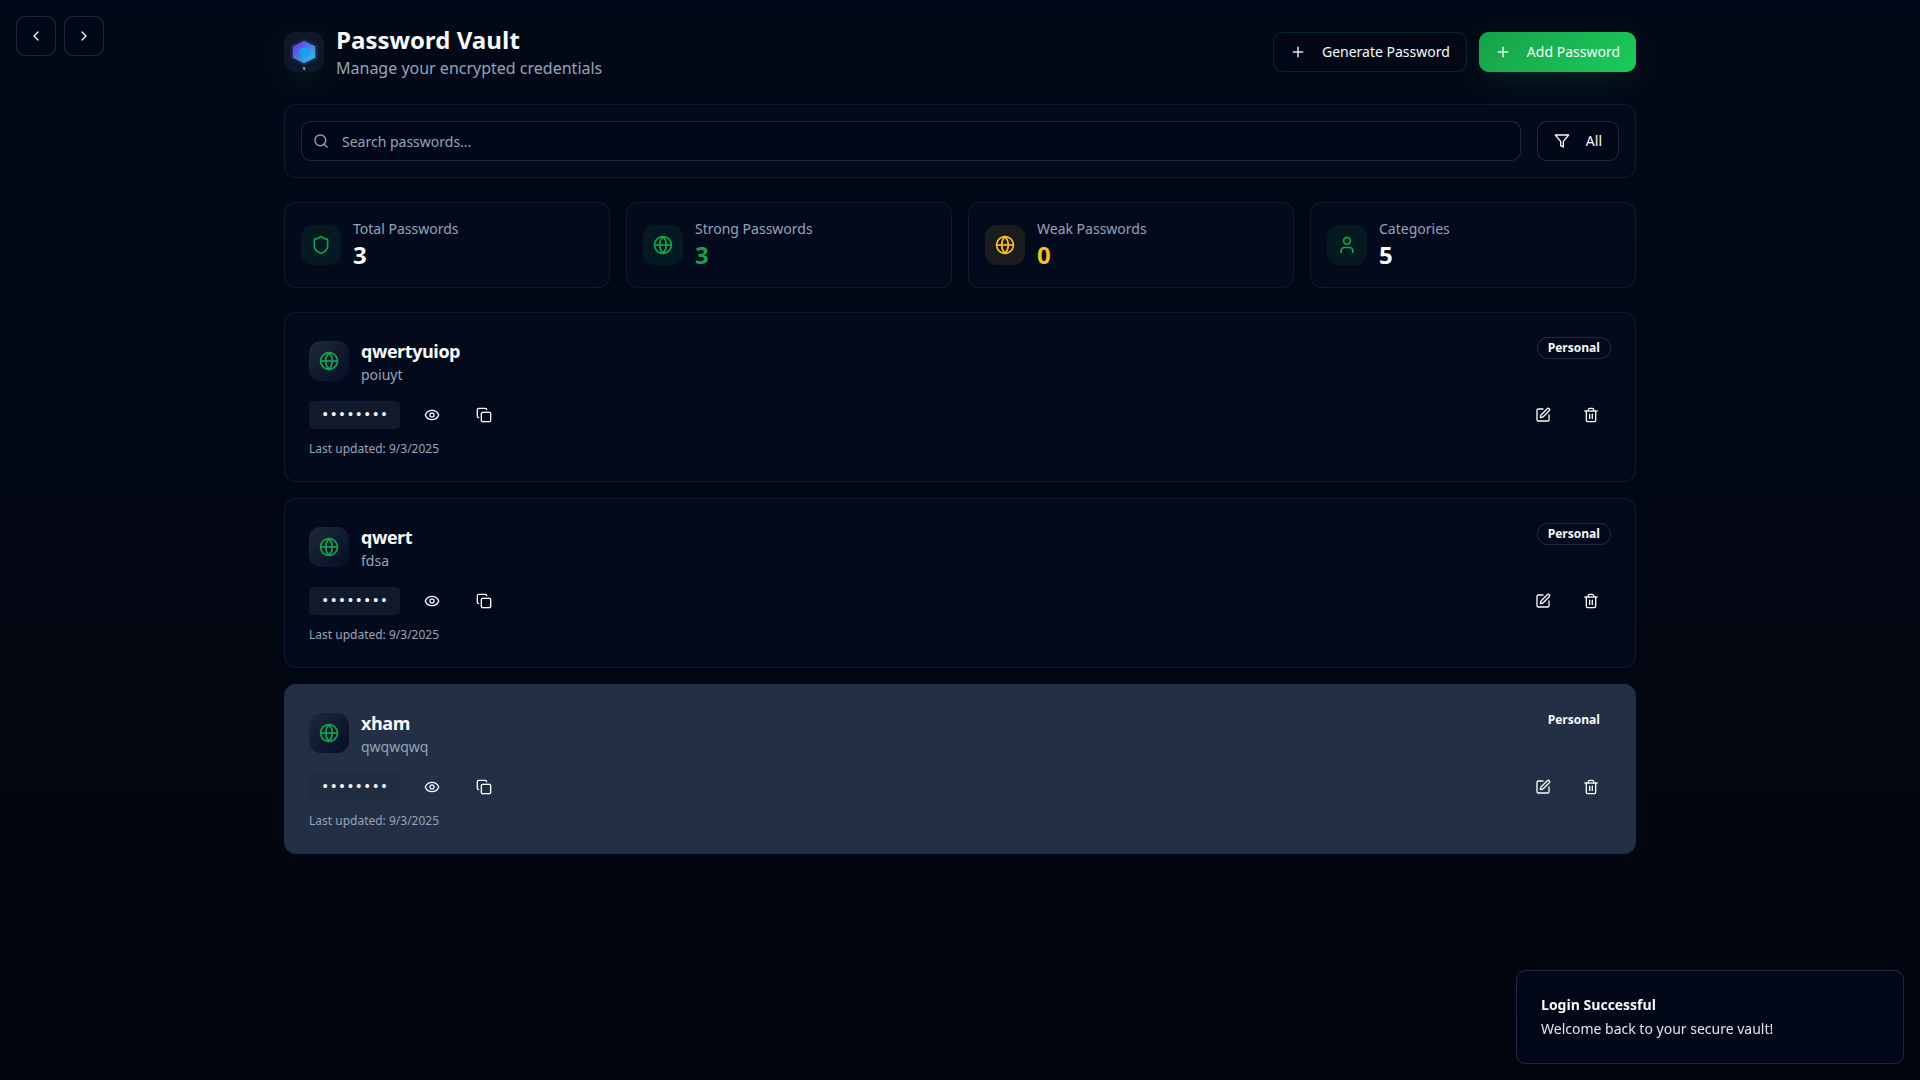 Password Vault
Manage your encrypted credentials
Generate Password
Add Password
Search passwords...
All
Total Passwords
3
Strong Passwords
3
Weak Passwords
0
Categories
5
qwertyuiop
poiuyt
Personal
••••••••
Last updated: 9/3/2025
qwert
fdsa
Personal
••••••••
Last updated: 9/3/2025
xham
qwqwqwq
Personal
••••••••
Last updated: 9/3/2025
Login Successful
Welcome back to your secure vault!